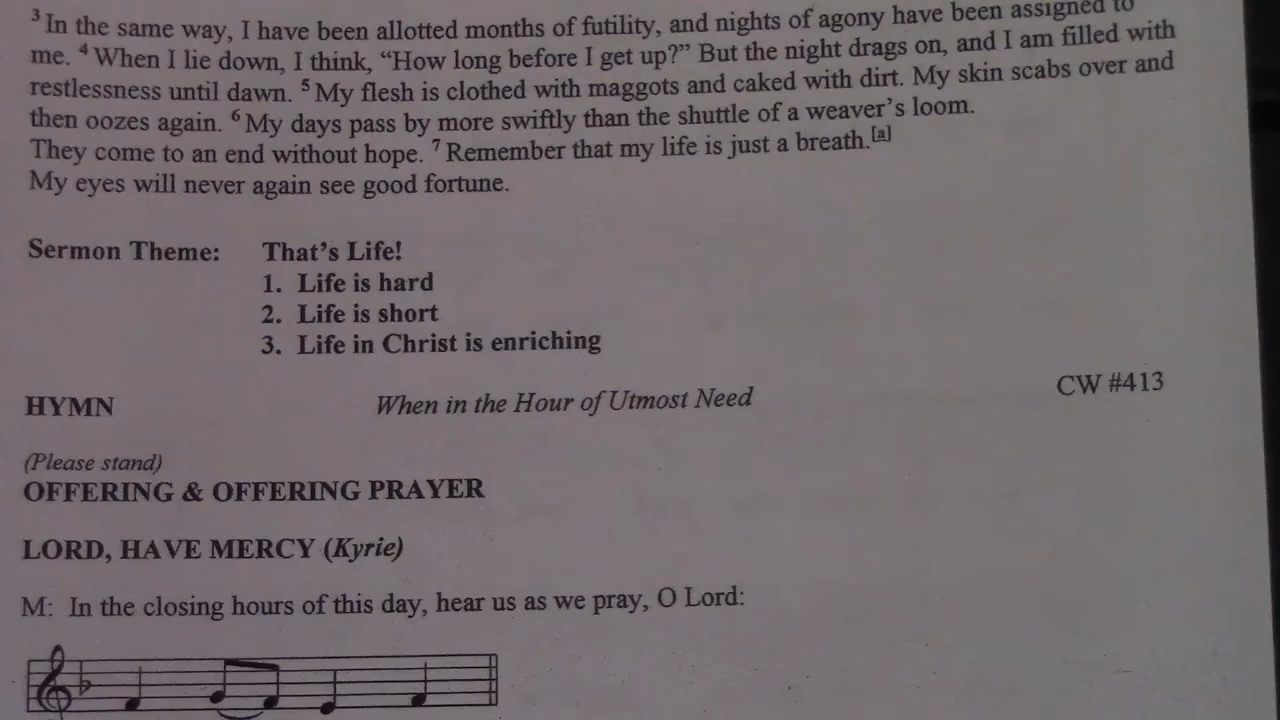 3 In the same way, I have been allotted months of futility, and nights of agony have been assigned to
me. 4 When I lie down, I think, “How long before I get up?” But the night drags on, and I am filled with
restlessness until dawn. 5 My flesh is clothed with maggots and caked with dirt. My skin scabs over and
then oozes again. 6 My days pass by more swiftly than the shuttle of a weaver’s loom.
They come to an end without hope. 7 Remember that my life is just a breath.[a]
My eyes will never again see good fortune.
Sermon Theme: That’s Life!
1. Life is hard
2. Life is short
3. Life in Christ is enriching
HYMN When in the Hour of Utmost Need CW #413
(Please stand)
OFFERING & OFFERING PRAYER
LORD, HAVE MERCY (Kyrie)
M: In the closing hours of this day, hear us as we pray, O Lord: